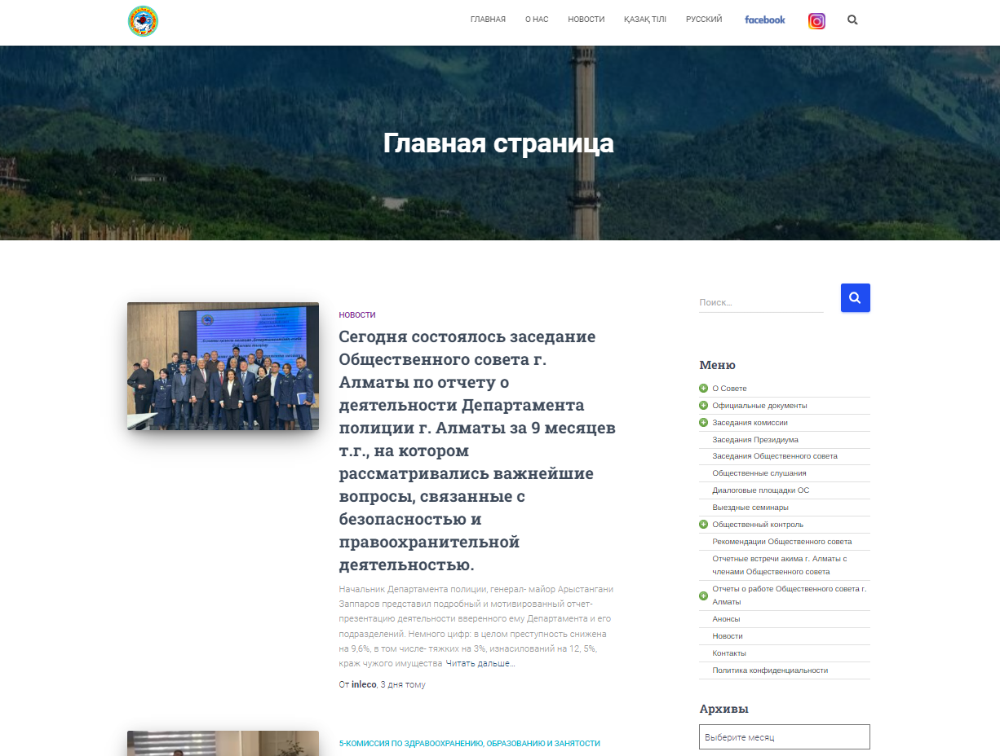 ГЛАВНАЯ О НАС НОВОСТИ ҚАЗАҚ ТІЛІ РУССКИЙ facebook
Главная страница
НОВОСТИ
Сегодня состоялось заседание
Общественного совета г.
Алматы по отчету о
деятельности Департамента
полиции г. Алматы за 9 месяцев
т.г., на котором
рассматривались важнейшие
вопросы, связанные с
безопасностью и
правоохранительной
деятельностью.
Начальник Департамента полиции, генерал- майор Арыстангани
Заппаров представил подробный и мотивированный отчет-
презентацию деятельности вверенного ему Департамента и его
подразделений. Немного цифр: в целом преступность снижена
на 9,6%, в том числе- тяжких на 3%, изнасилований на 12, 5%,
краж чужого имущества Читать дальше…
От inleco, 3 дня тому
5-КОМИССИЯ ПО ЗДРАВООХРАНЕНИЮ, ОБРАЗОВАНИЮ И ЗАНЯТОСТИ
Поиск…
Меню
О Совете
Официальные документы
Заседания комиссии
Заседания Президиума
Заседания Общественного совета
Общественные слушания
Диалоговые площадки ОС
Выездные семинары
Общественный контроль
Рекомендации Общественного совета
Отчетные встречи акима г. Алматы с
членами Общественного совета
Отчеты о работе Общественного совета г.
Алматы
Анонсы
Новости
Контакты
Политика конфиденциальности
Архивы
Выберите месяц